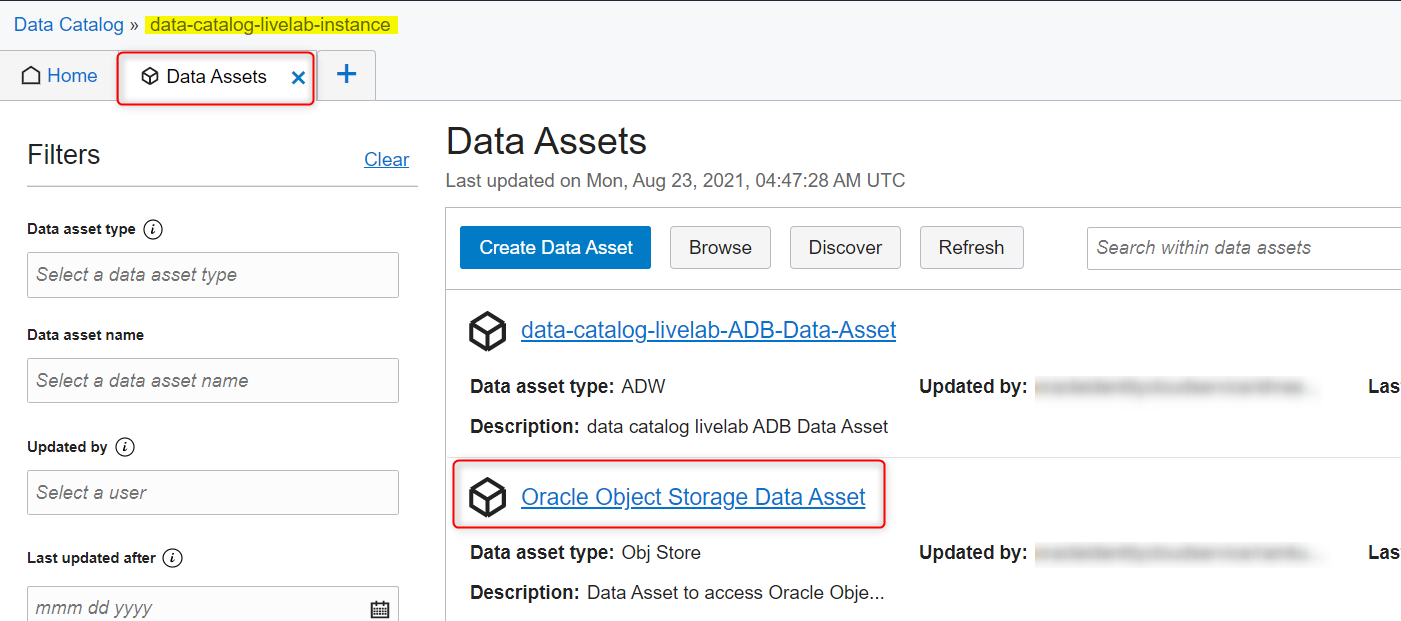 Data Catalog » data-catalog-livelab-instance
Home
Data Assets
Filters
Clear
Data asset type
Select a data asset type
Data asset name
Select a data asset name
Updated by
Select a user
Last updated after
mmm dd yyyy
Data Assets
Last updated on Mon, Aug 23, 2021, 04:47:28 AM UTC
Create Data Asset Browse Discover Refresh Search within data assets
data-catalog-livelab-ADB-Data-Asset
Data asset type: ADW Updated by: Las
Description: data catalog livelab ADB Data Asset
Oracle Object Storage Data Asset
Data asset type: Obj Store Updated by: Las
Description: Data Asset to access Oracle Obje...